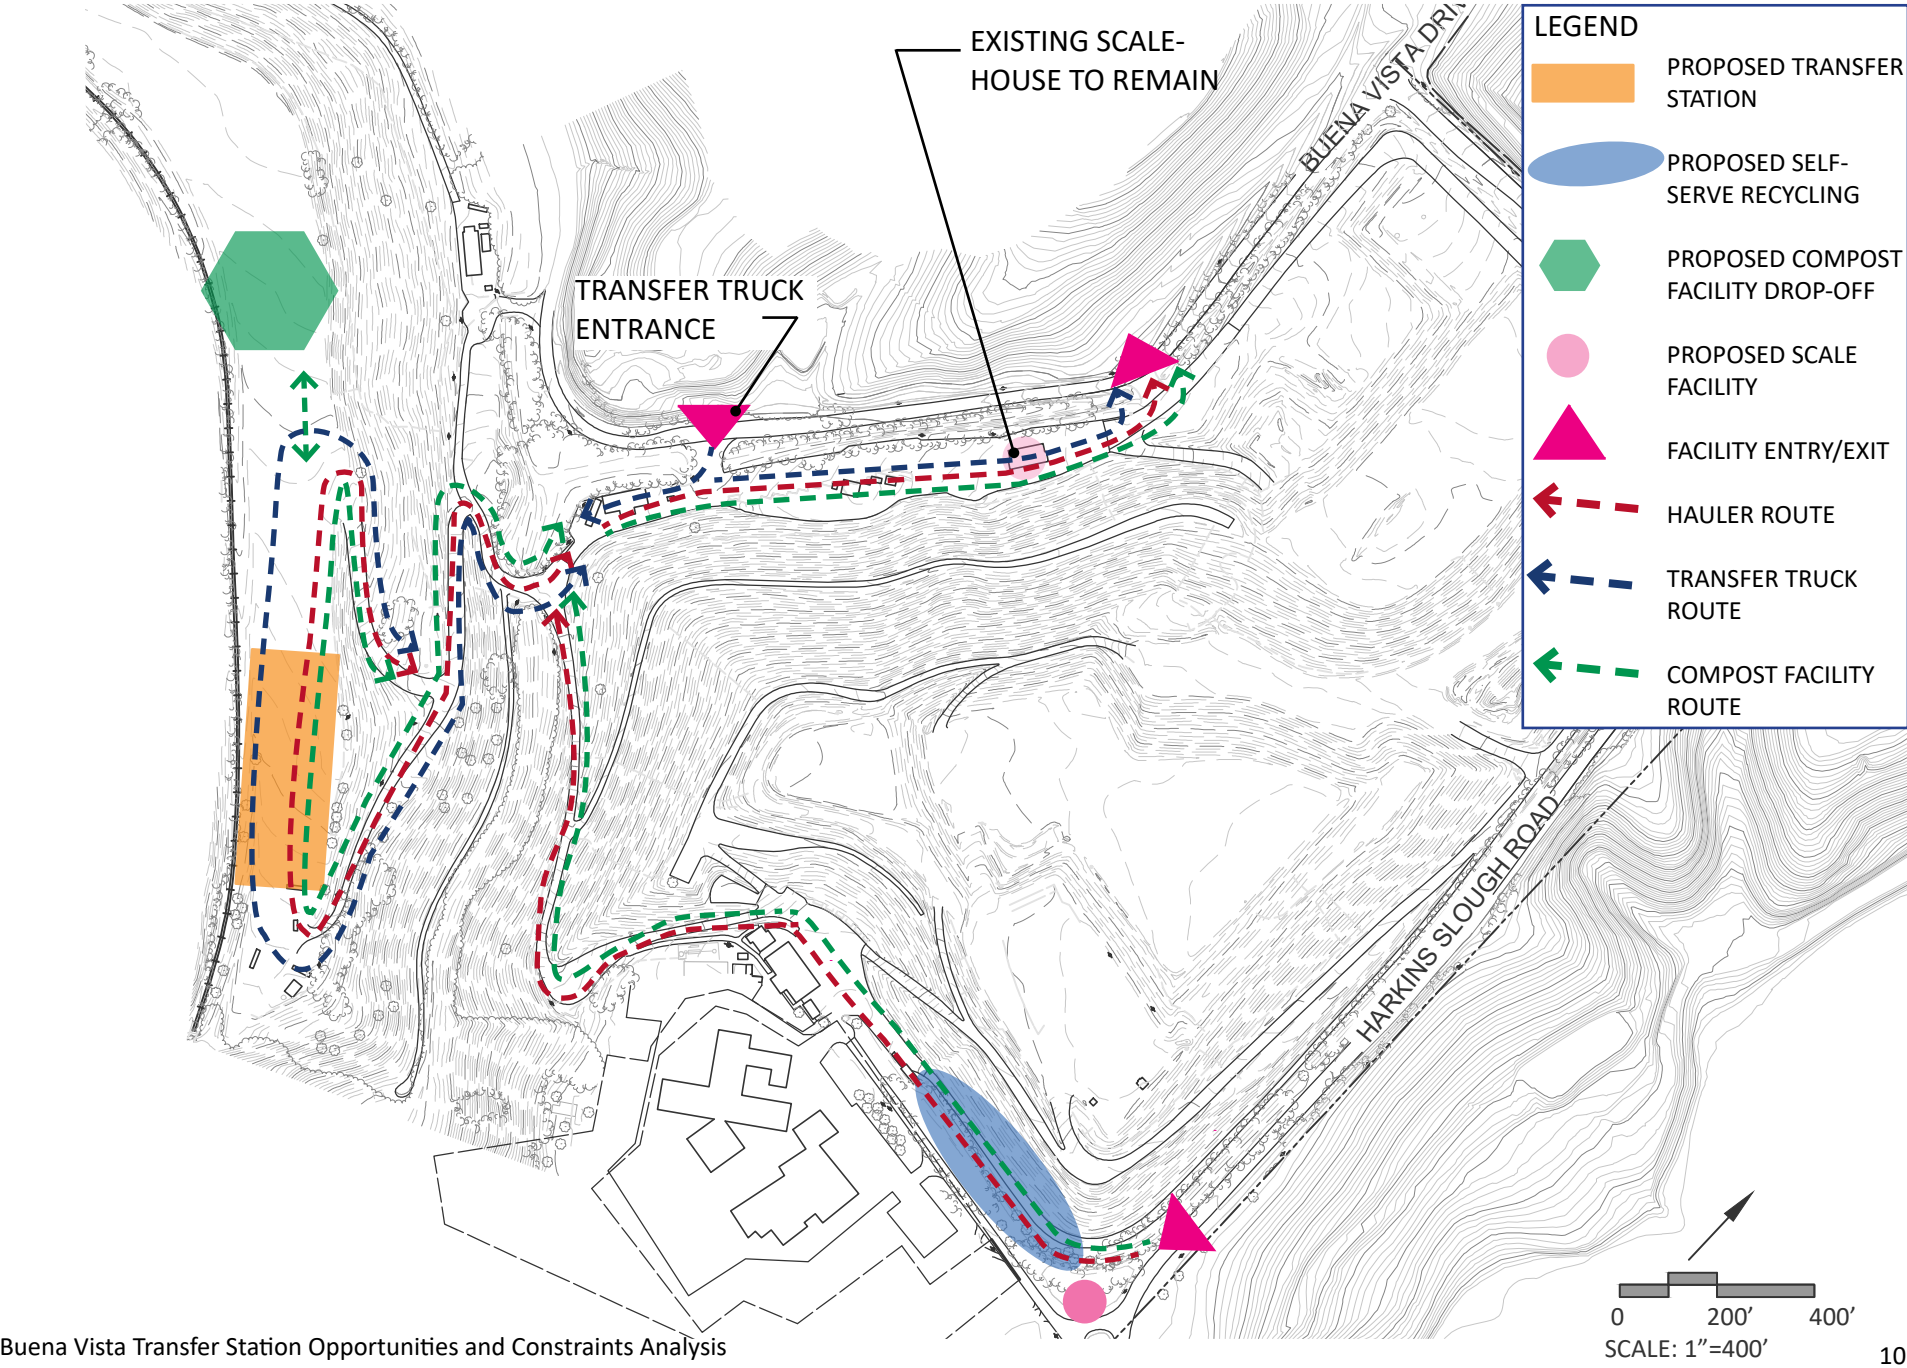 EXISTING SCALE-
HOUSE TO REMAIN
BUENA VISTA DRIV
TRANSFER TRUCK
ENTRANCE
HARKINS SLOUGH ROAD
LEGEND
PROPOSED TRANSFER
STATION
PROPOSED SELF-
SERVE RECYCLING
PROPOSED COMPOST
FACILITY DROP-OFF
PROPOSED SCALE
FACILITY
FACILITY ENTRY/EXIT
HAULER ROUTE
TRANSFER TRUCK
ROUTE
COMPOST FACILITY
ROUTE
0 200’ 400’
SCALE: 1”=400’
Buena Vista Transfer Station Opportunities and Constraints Analysis
10